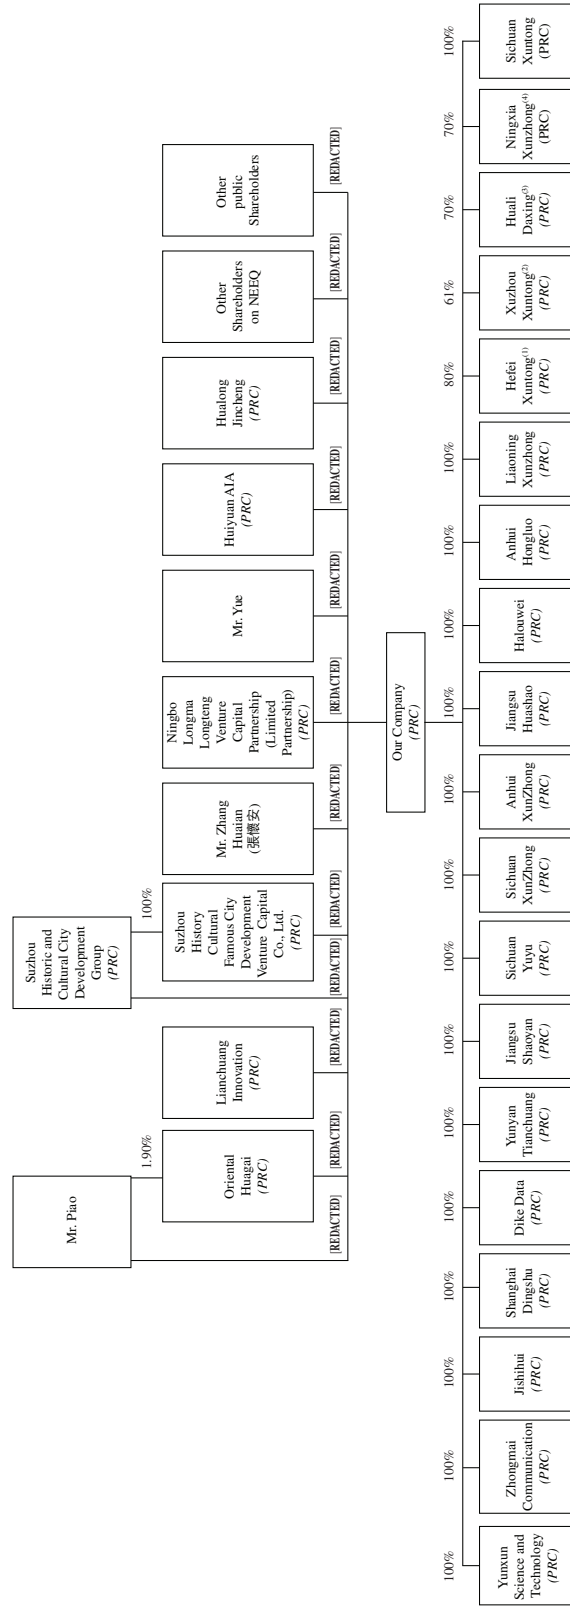 Mr. Piao
Suzhou
Historic and
Cultural City
Development
Group
(PRC)
1.90%
100%
Oriental
Huagai
(PRC)
Lianchuang
Innovation
(PRC)
Suzhou
History
Cultural
Famous City
Development
Venture Capital
Co., Ltd.
(PRC)
Mr. Zhang
Huaian
(張懷安)
Ningbo
Longma
Longteng
Venture
Capital
Partnership
(Limited
Partnership)
(PRC)
Mr. Yue
Huiyuan AIA
(PRC)
Hualong
Jincheng
(PRC)
Other
Shareholders
on NEEQ
Other
public
Shareholders
[REDACTED]
[REDACTED]
[REDACTED]
[REDACTED]
[REDACTED]
[REDACTED]
[REDACTED]
[REDACTED]
[REDACTED]
[REDACTED]
[REDACTED]
[REDACTED]
Our Company
(PRC)
100%
100%
100%
100%
100%
100%
100%
100%
100%
100%
100%
100%
100%
100%
80%
61%
70%
70%
100%
Yunxun
Science and
Technology
(PRC)
Zhongmai
Communication
(PRC)
Jishihui
(PRC)
Shanghai
Dingshu
(PRC)
Dike Data
(PRC)
Yunyan
Tianchuang
(PRC)
Jiangsu
Shaoyan
(PRC)
Sichuan
Yuyu
(PRC)
Sichuan
XunZhong
(PRC)
Anhui
XunZhong
(PRC)
Jiangsu
Huashao
(PRC)
Halouwei
(PRC)
Anhui
Hongluo
(PRC)
Liaoning
Xunzhong
(PRC)
Hefei
Xuntong(1)
(PRC)
Xuzhou
Xuntong(2)
(PRC)
Huali
Daxing(3)
(PRC)
Ningxia
Xunzhong(4)
(PRC)
Sichuan
Xuntong
(PRC)